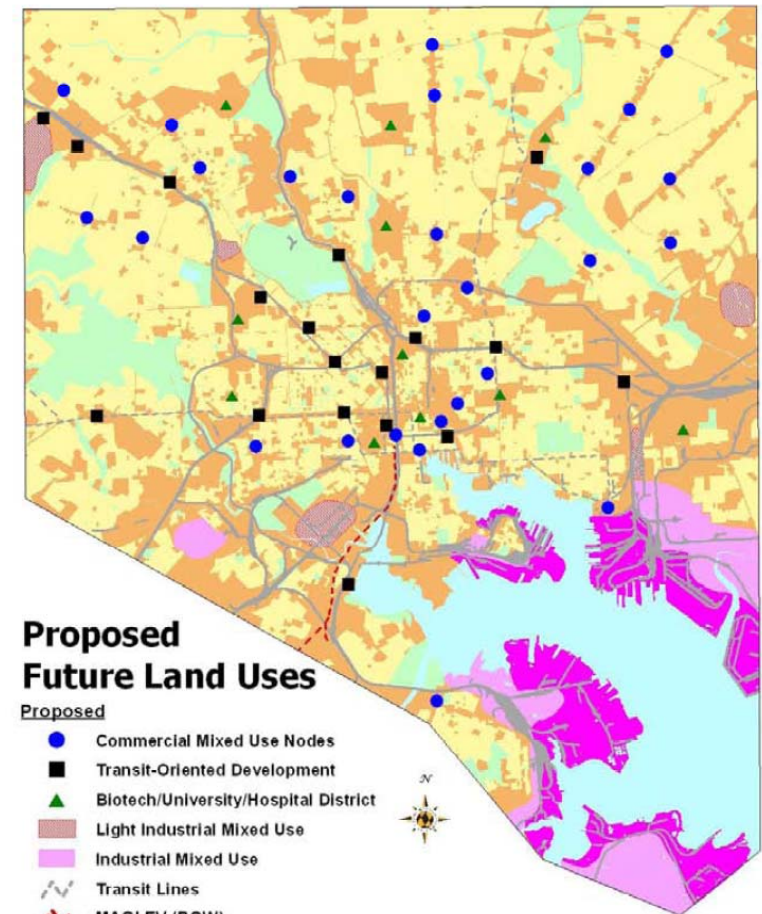 Proposed
Future Land Uses
Proposed
Commercial Mixed Use Nodes
Transit-Oriented Development
N
Biotech/University/Hospital District
Light Industrial Mixed Use
Industrial Mixed Use
Transit Lines